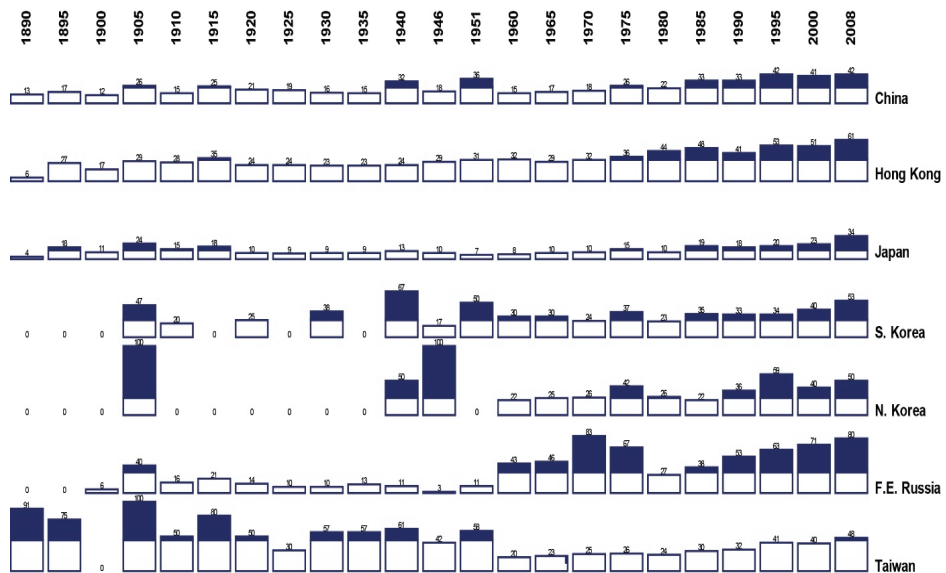 1890 1895 1900 1905 1910 1915 1920 1925 1930 1935 1940 1946 1951 1960 1965 1970 1975 1980 1985 1990 1995 2000 2008
13 17 12 26 15 25 21 19 16 15 32 18 36 15 17 18 26 22 33 33 42 41 42 China
6 27 17 29 28 35 24 24 23 23 24 29 31 32 29 32 36 44 48 41 53 51 61 Hong Kong
4 18 11 24 15 18 10 9 9 9 13 10 7 8 10 10 15 10 19 18 20 23 34 Japan
0 0 0 47 20 0 25 0 38 0 67 17 50 30 30 24 37 23 35 33 34 40 53 S. Korea
0 0 0 100 0 0 0 0 0 0 50 100 0 22 25 26 42 26 22 36 59 40 50 N. Korea
0 0 6 40 16 21 14 10 10 13 11 3 11 43 46 83 67 27 38 53 63 71 80 F.E. Russia
91 75 0 100 50 80 50 30 57 57 61 42 58 20 23 25 26 24 30 32 41 40 48 Taiwan